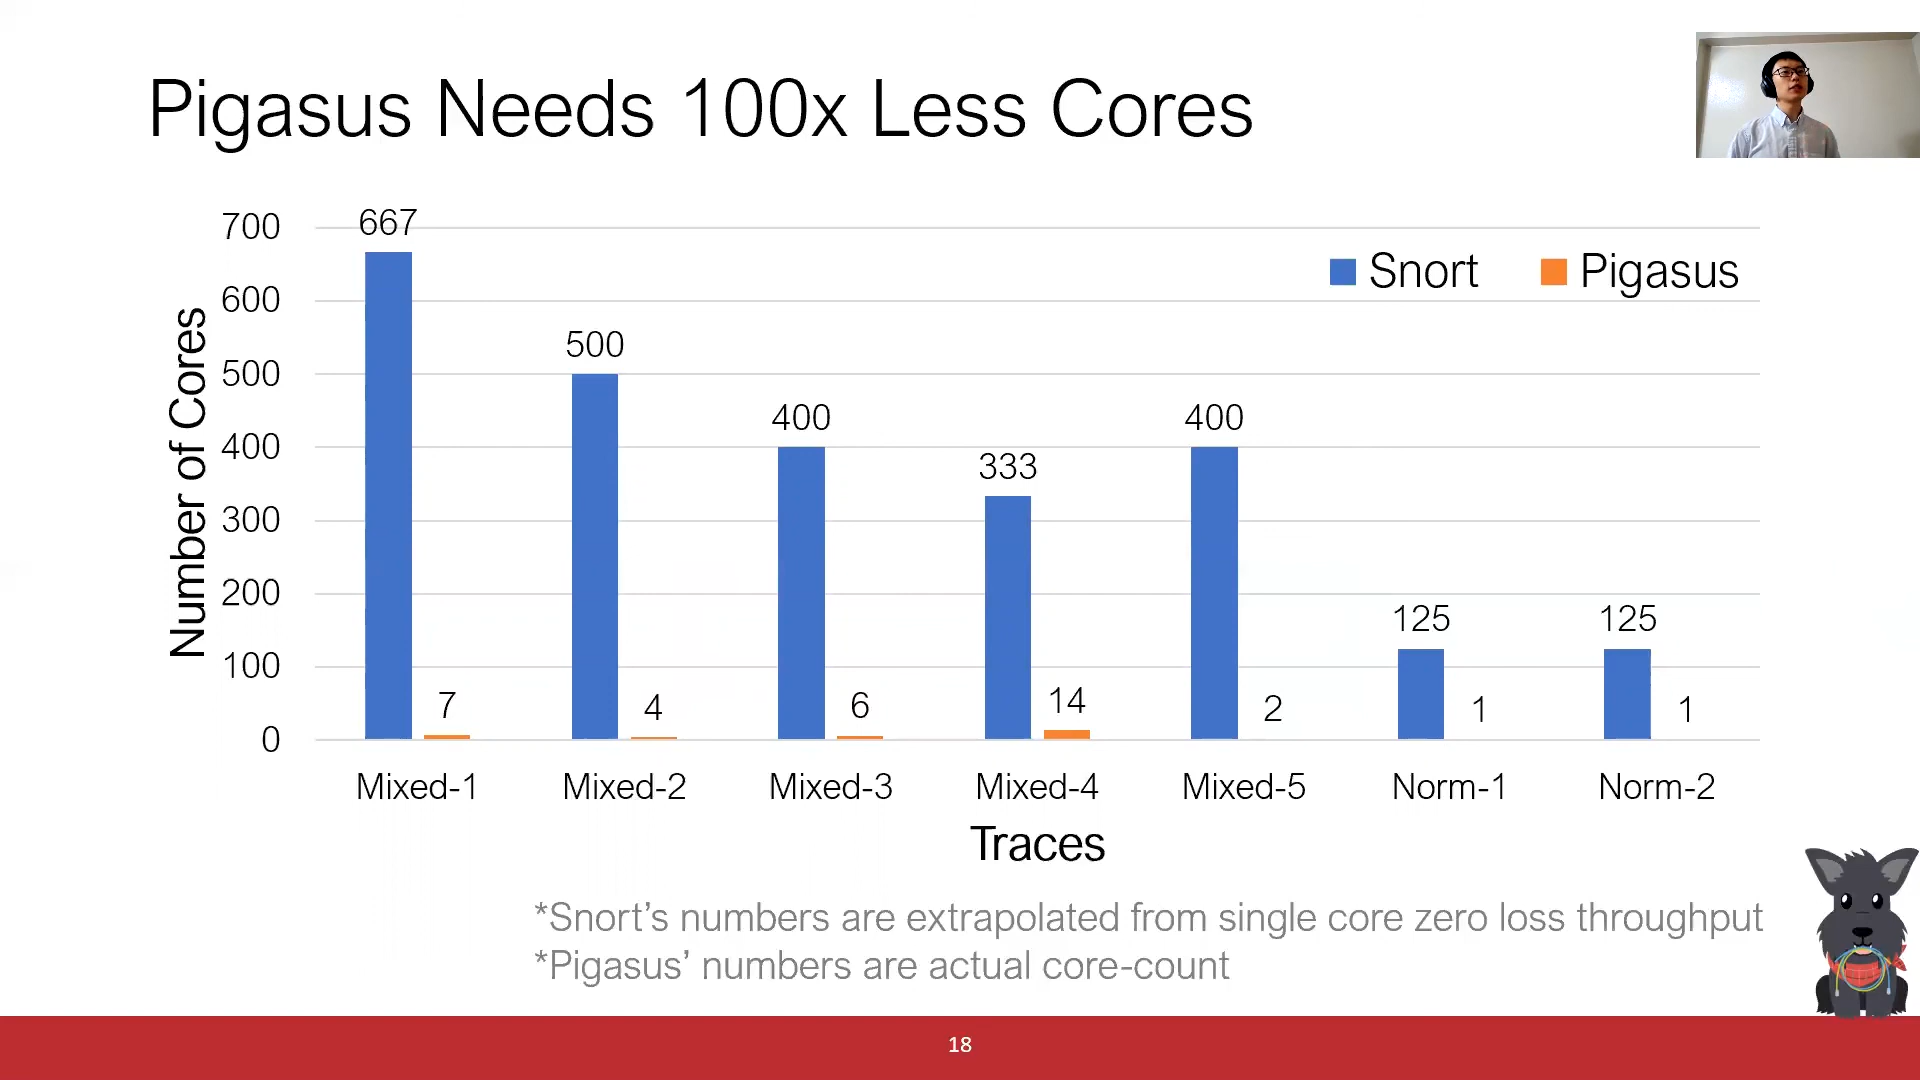 Pigasus Needs 100x Less Cores
Number of Cores
700
600
500
400
300
200
100
0
667
7
500
4
400
6
333
14
400
2
125
1
125
1
Snort
Pigasus
Mixed-1
Mixed-2
Mixed-3
Mixed-4
Mixed-5
Norm-1
Norm-2
Traces
*Snort’s numbers are extrapolated from single core zero loss throughput
*Pigasus’ numbers are actual core-count
18